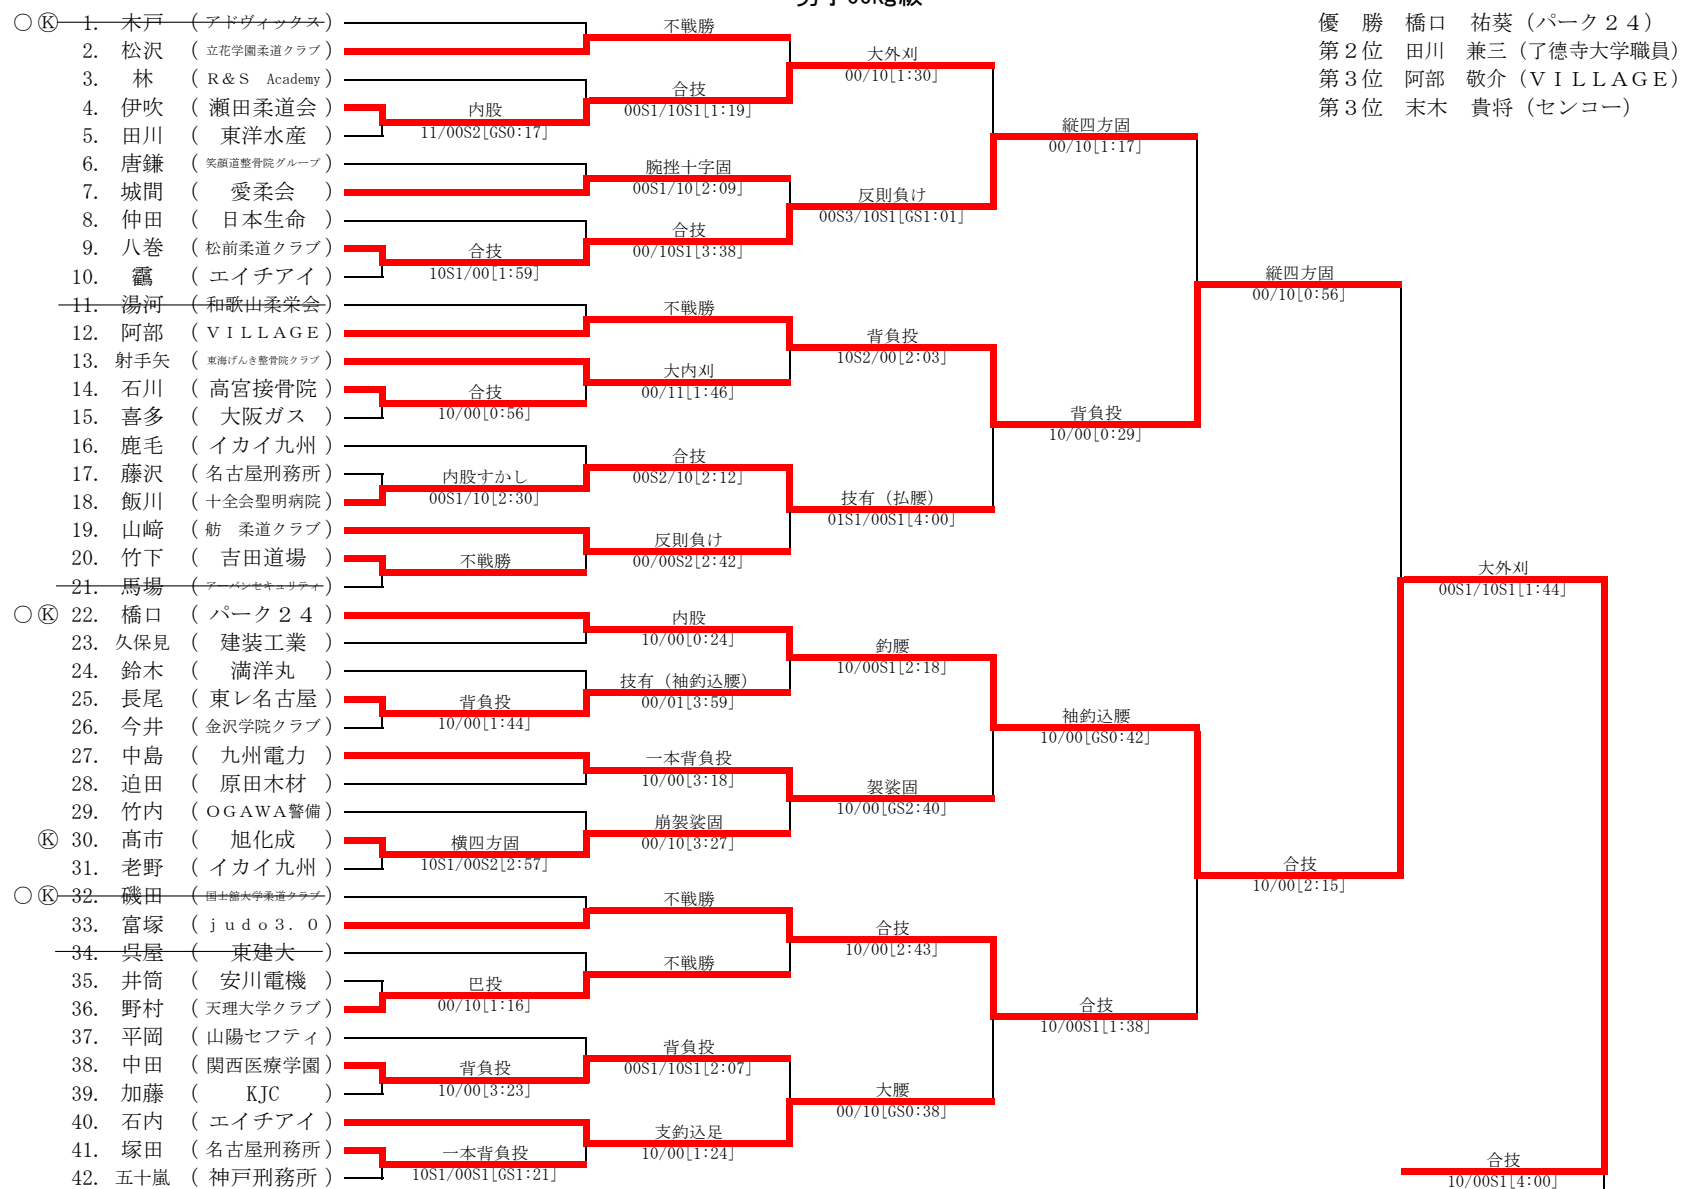 優　勝　橋口　祐葵（パーク２４）
第２位　田川　兼三（了德寺大学職員）
第３位　阿部　敬介（ＶＩＬＬＡＧＥ）
第３位　末木　貴将（センコー）
○Ⓚ 1. 木戸 （アドヴィックス）
2. 松沢 （立花学園柔道クラブ）
3. 林 （R＆S Academy）
4. 伊吹 （瀬田柔道会）
5. 田川 （東洋水産）
6. 唐鎌 （笑顔道整骨院グループ）
7. 城間 （愛柔会）
8. 仲田 （日本生命）
9. 八巻 （松前柔道クラブ）
10. 靍 （エイチアイ）
11. 湯河 （和歌山柔栄会）
12. 阿部 （ＶＩＬＬＡＧＥ）
13. 射手矢 （東海げんき整骨院クラブ）
14. 石川 （高宮接骨院）
15. 喜多 （大阪ガス）
16. 鹿毛 （イカイ九州）
17. 藤沢 （名古屋刑務所）
18. 飯川 （十全会聖明病院）
19. 山﨑 （舫　柔道クラブ）
20. 竹下 （吉田道場）
21. 馬場 （アーバンセキュリティ）
○Ⓚ 22. 橋口 （パーク２４）
23. 久保見 （建装工業）
24. 鈴木 （満洋丸）
25. 長尾 （東レ名古屋）
26. 今井 （金沢学院クラブ）
27. 中島 （九州電力）
28. 迫田 （原田木材）
29. 竹内 （ＯＧＡＷＡ警備）
Ⓚ 30. 髙市 （旭化成）
31. 老野 （イカイ九州）
○Ⓚ 32. 磯田 （国士舘大学柔道クラブ）
33. 富塚 （ｊｕｄｏ３．０）
34. 呉屋 （東建大）
35. 井筒 （安川電機）
36. 野村 （天理大学クラブ）
37. 平岡 （山陽セフティ）
38. 中田 （関西医療学園）
39. 加藤 （KJC）
40. 石内 （エイチアイ）
41. 塚田 （名古屋刑務所）
42. 五十嵐 （神戸刑務所）
内股
11/00S2[GS0:17]
合技
10S1/00[1:59]
合技
10/00[0:56]
内股すかし
00S1/10[2:30]
不戦勝
背負投
10/00[1:44]
横四方固
10S1/00S2[2:57]
巴投
00/10[1:16]
背負投
10/00[3:23]
一本背負投
10S1/00S1[GS1:21]
不戦勝
合技
00S1/10S1[1:19]
腕挫十字固
00S1/10[2:09]
合技
00/10S1[3:38]
不戦勝
大内刈
00/11[1:46]
合技
00S2/10[2:12]
反則負け
00/00S2[2:42]
内股
10/00[0:24]
技有（袖釣込腰）
00/01[3:59]
一本背負投
10/00[3:18]
崩袈裟固
00/10[3:27]
不戦勝
不戦勝
背負投
00S1/10S1[2:07]
支釣込足
10/00[1:24]
大外刈
00/10[1:30]
反則負け
00S3/10S1[GS1:01]
背負投
10S2/00[2:03]
技有（払腰）
01S1/00S1[4:00]
釣腰
10/00S1[2:18]
袈裟固
10/00[GS2:40]
合技
10/00[2:43]
大腰
00/10[GS0:38]
縦四方固
00/10[1:17]
背負投
10/00[0:29]
袖釣込腰
10/00[GS0:42]
合技
10/00S1[1:38]
縦四方固
00/10[0:56]
合技
10/00[2:15]
大外刈
00S1/10S1[1:44]
合技
10/00S1[4:00]